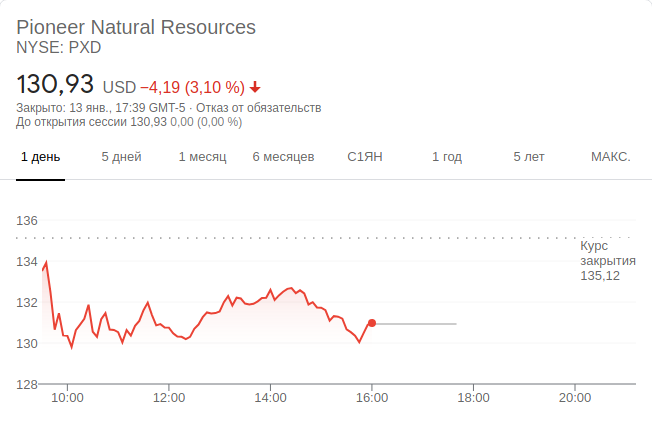 Pioneer Natural Resources
NYSE: PXD
130,93 USD −4,19 (3,10 %)
Закрыто: 13 янв., 17:39 GMT-5 · Отказ от обязательств
До открытия сессии 130,93 0,00 (0,00 %)
1 день 5 дней 1 месяц 6 месяцев С1ЯН 1 год 5 лет МАКС.
136
Курс
закрытия
135,12
134
132
130
128
10:00 12:00 14:00 16:00 18:00 20:00